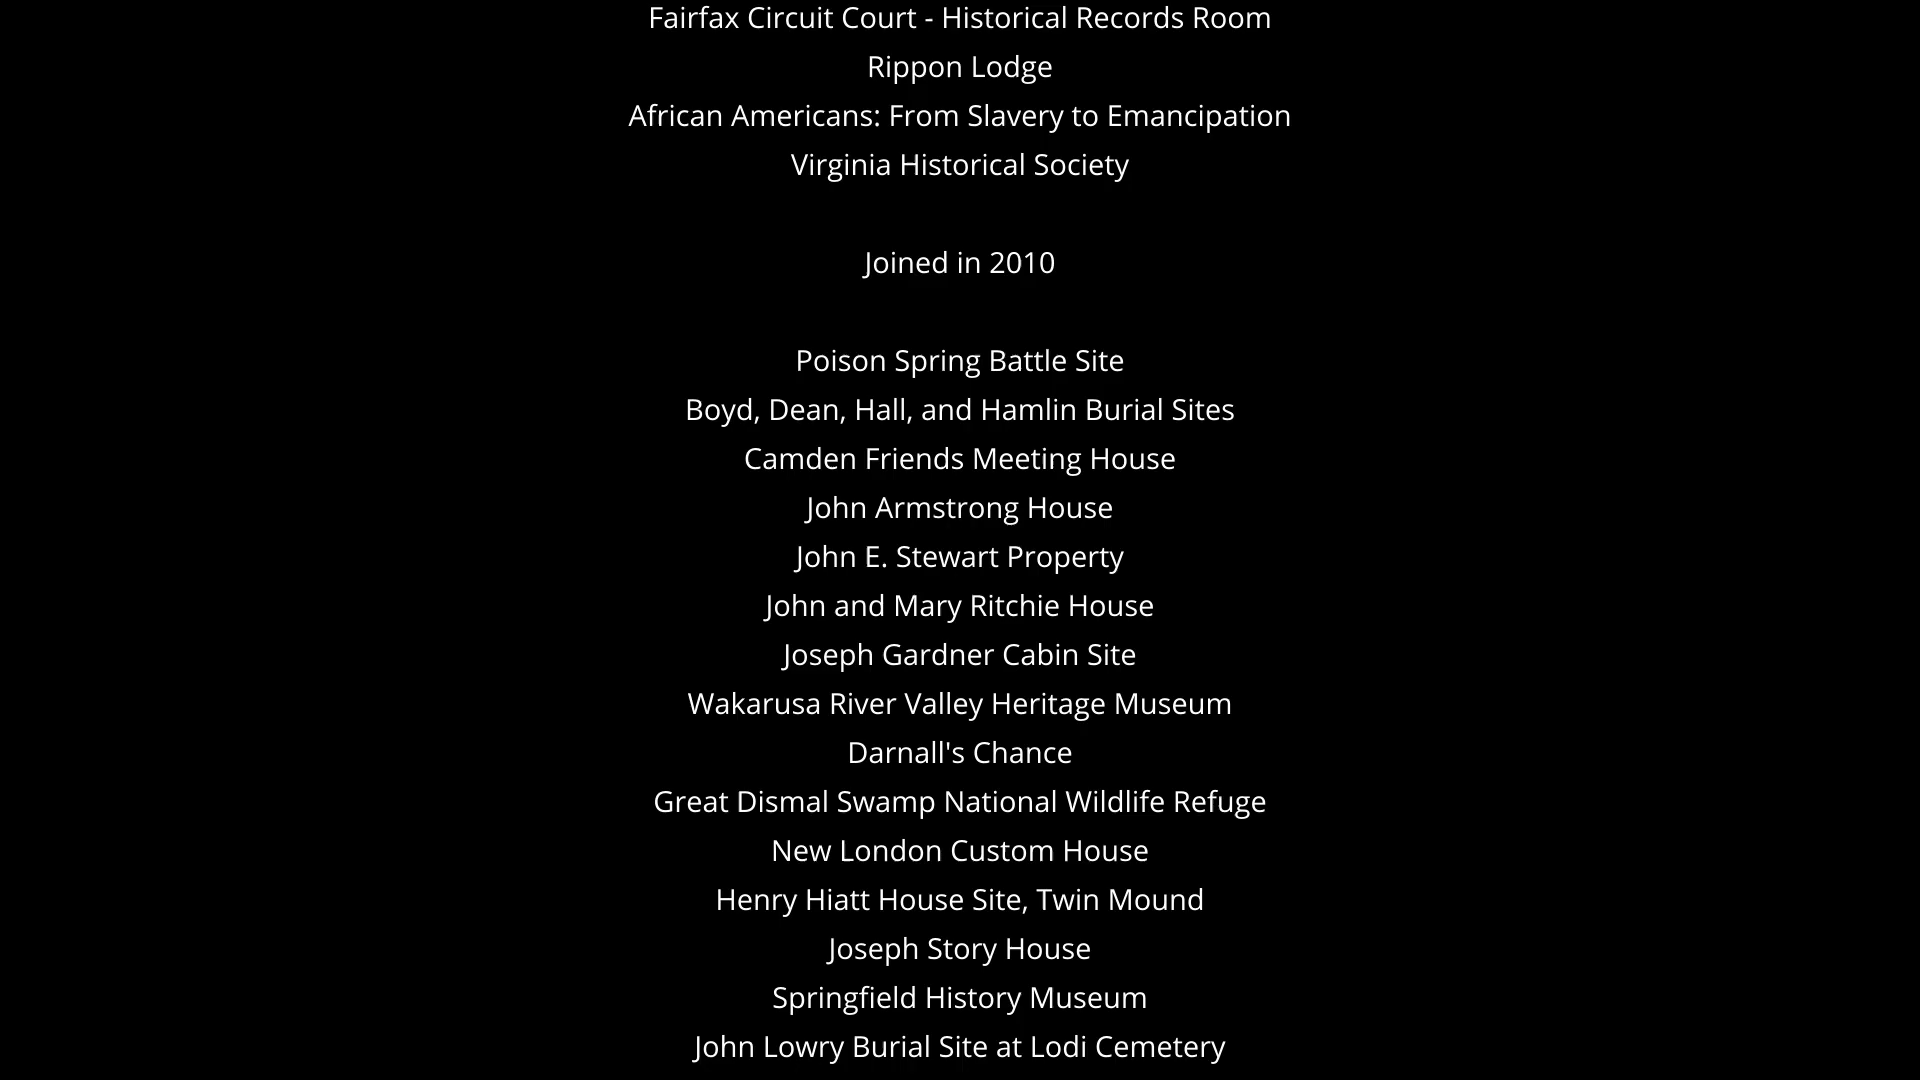 Fairfax Circuit Court - Historical Records Room
Rippon Lodge
African Americans: From Slavery to Emancipation
Virginia Historical Society
Joined in 2010
Poison Spring Battle Site
Boyd, Dean, Hall, and Hamlin Burial Sites
Camden Friends Meeting House
John Armstrong House
John E. Stewart Property
John and Mary Ritchie House
Joseph Gardner Cabin Site
Wakarusa River Valley Heritage Museum
Darnall's Chance
Great Dismal Swamp National Wildlife Refuge
New London Custom House
Henry Hiatt House Site, Twin Mound
Joseph Story House
Springfield History Museum
John Lowry Burial Site at Lodi Cemetery